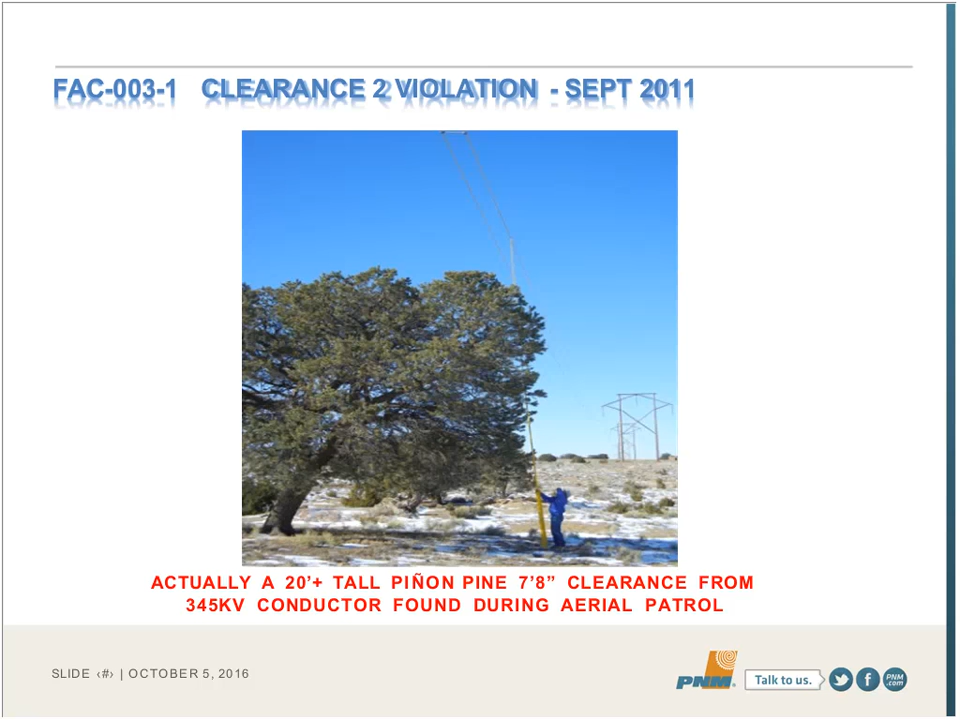 FAC-003-1 CLEARANCE 2 VIOLATION - SEPT 2011
ACTUALLY A 20’+ TALL PIÑON PINE 7’8” CLEARANCE FROM
345KV CONDUCTOR FOUND DURING AERIAL PATROL
SLIDE ‹#› | OCTOBER 5, 2016
PNM
Talk to us.
f
PNM
.com